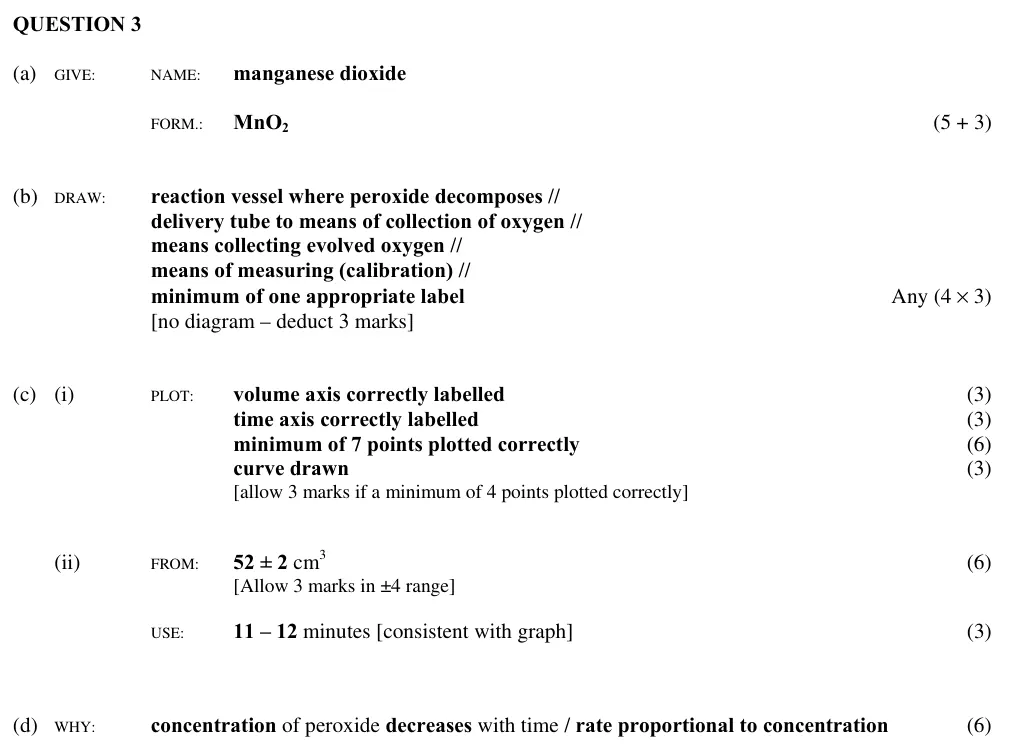 QUESTION 3
(a) GIVE: NAME: manganese dioxide
FORM.: MnO₂ (5 + 3)
(b) DRAW: reaction vessel where peroxide decomposes //
delivery tube to means of collection of oxygen //
means collecting evolved oxygen //
means of measuring (calibration) //
minimum of one appropriate label Any (4 × 3)
[no diagram – deduct 3 marks]
(c) (i) PLOT: volume axis correctly labelled (3)
time axis correctly labelled (3)
minimum of 7 points plotted correctly (6)
curve drawn (3)
[allow 3 marks if a minimum of 4 points plotted correctly]
(ii) FROM: 52 ± 2 cm³ (6)
[Allow 3 marks in ±4 range]
USE: 11 – 12 minutes [consistent with graph] (3)
(d) WHY: concentration of peroxide decreases with time / rate proportional to concentration (6)